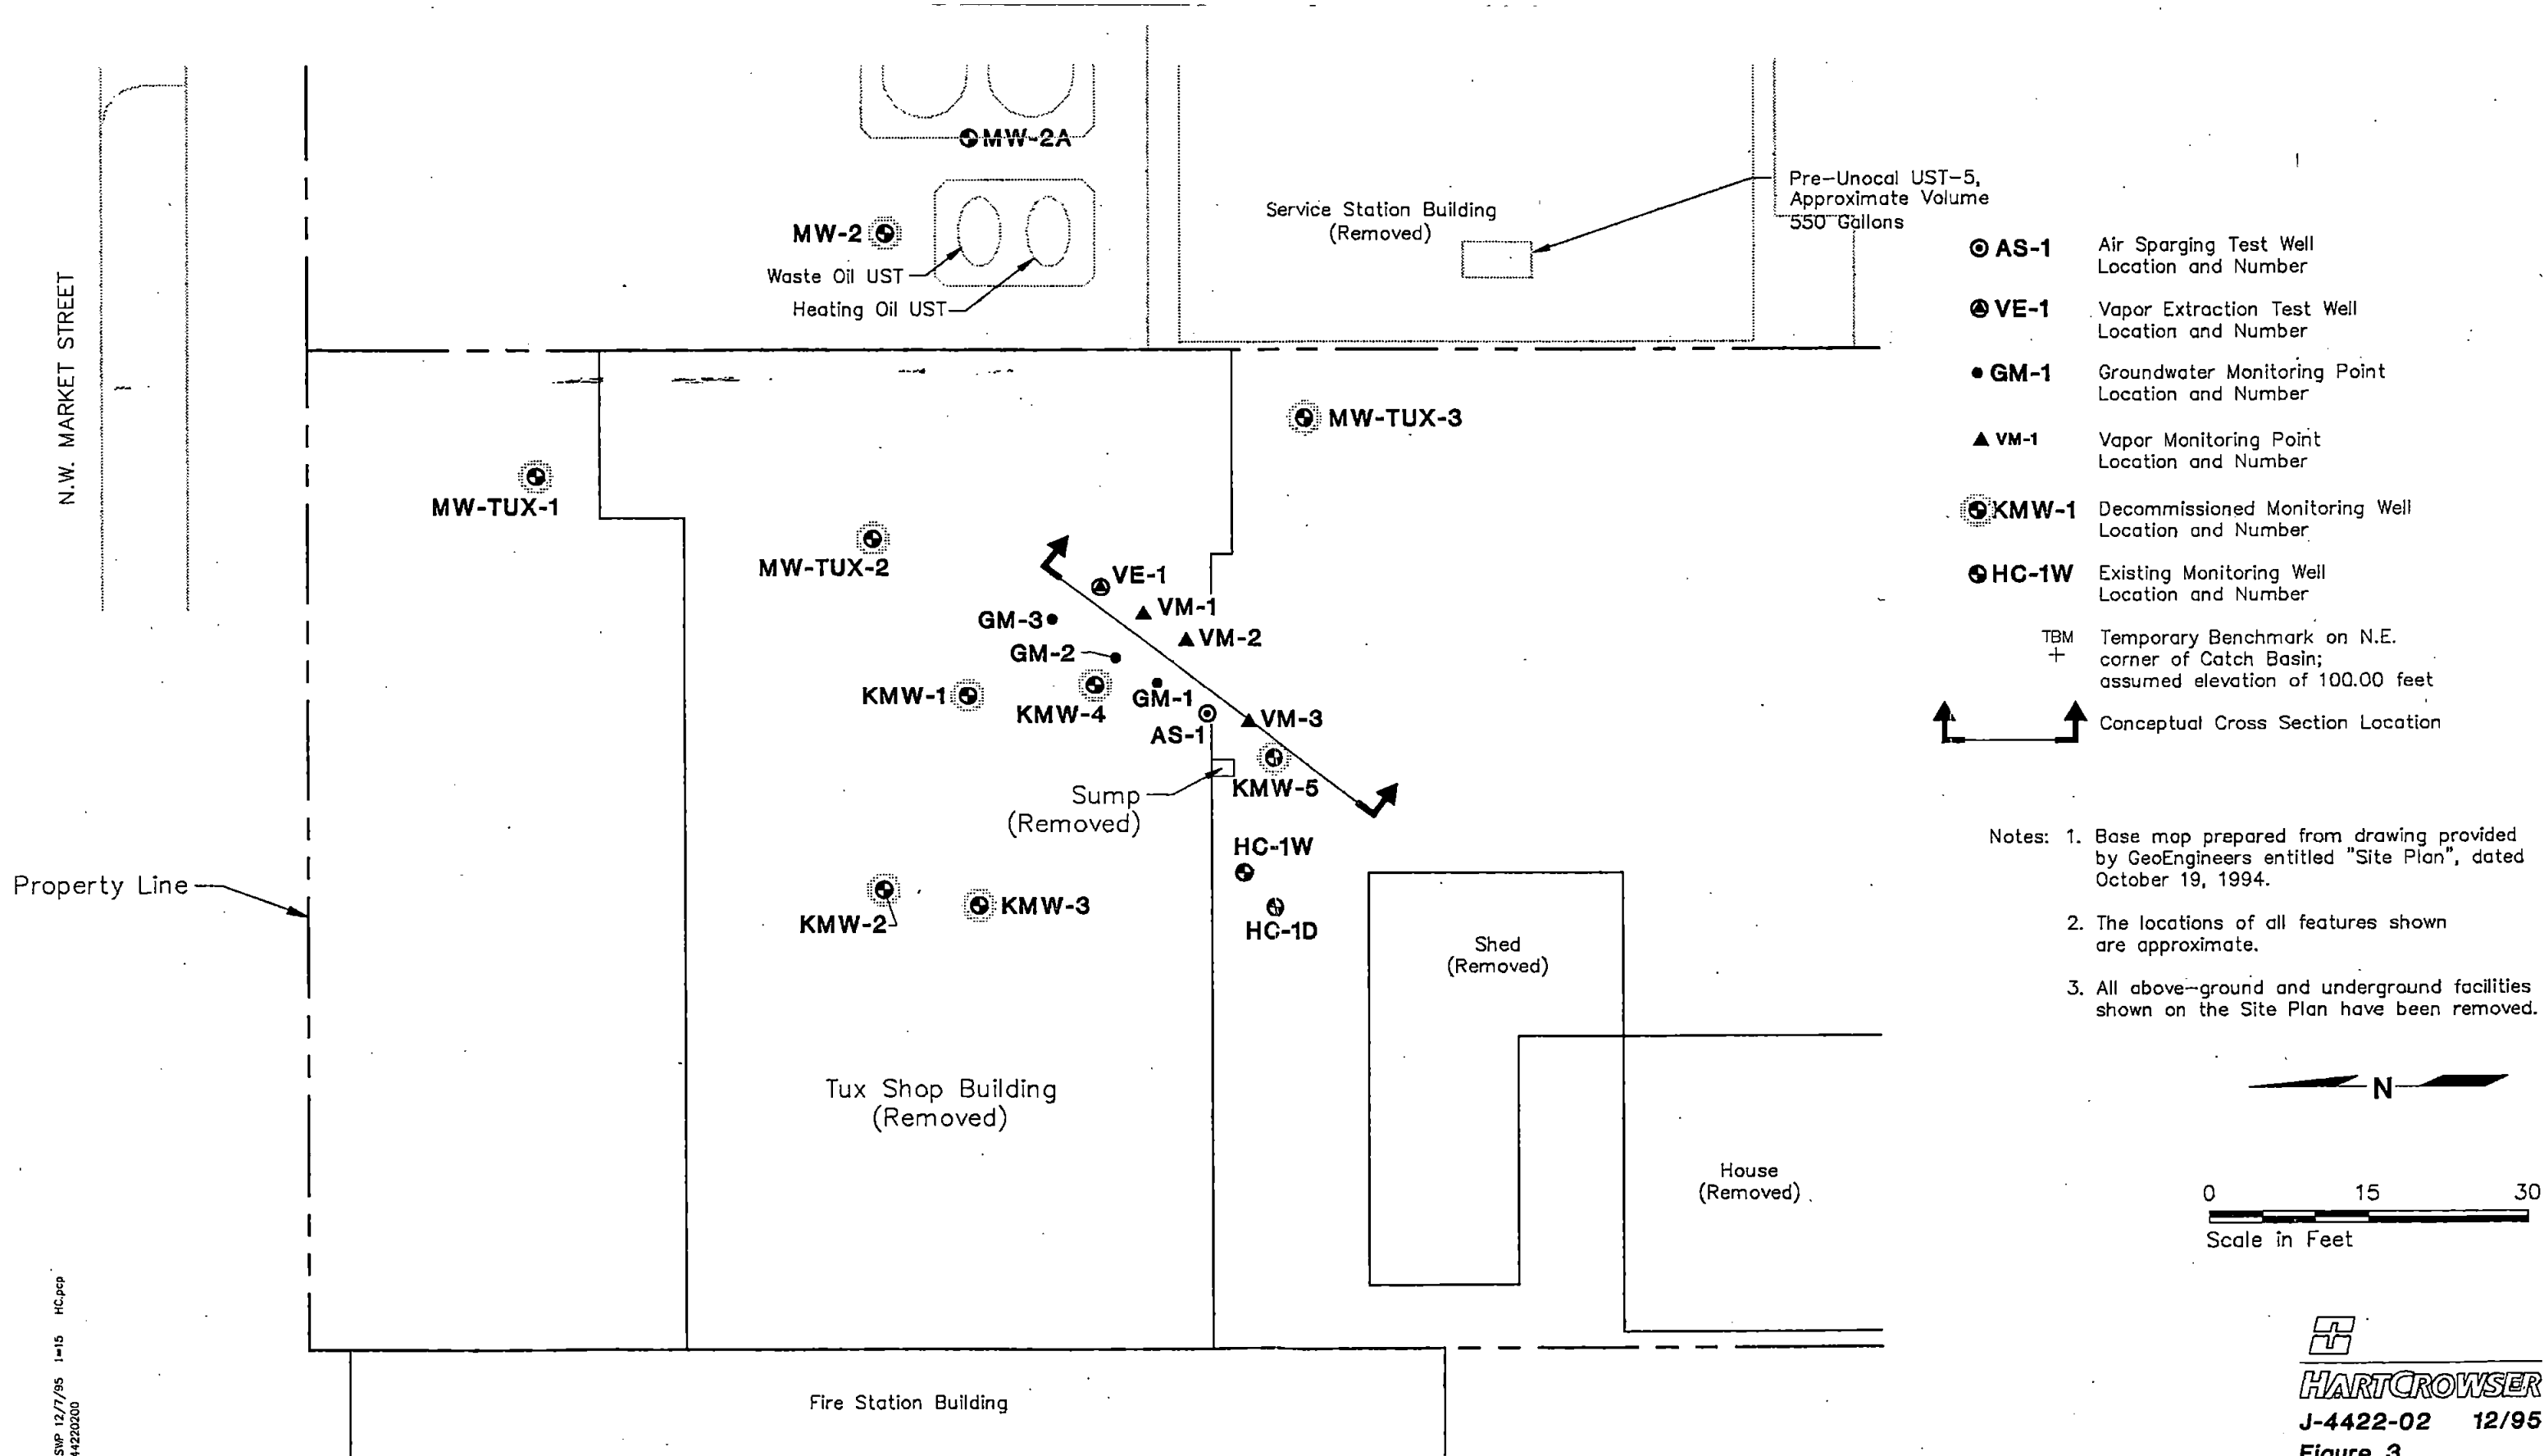 MW-2A
MW-2
Waste Oil UST
Heating Oil UST
Service Station Building
(Removed)
Pre-Unocal UST-5,
Approximate Volume
550 Gallons
N.W. MARKET STREET
MW-TUX-1
MW-TUX-2
MW-TUX-3
VE-1
VM-1
VM-2
GM-3
GM-2
KMW-1
KMW-4
GM-1
AS-1
VM-3
KMW-5
Sump
(Removed)
HC-1W
HC-1D
Property Line
KMW-2
KMW-3
Shed
(Removed)
Tux Shop Building
(Removed)
House
(Removed)
Fire Station Building
AS-1 Air Sparging Test Well
Location and Number
VE-1 Vapor Extraction Test Well
Location and Number
GM-1 Groundwater Monitoring Point
Location and Number
VM-1 Vapor Monitoring Point
Location and Number
KMW-1 Decommissioned Monitoring Well
Location and Number
HC-1W Existing Monitoring Well
Location and Number
TBM Temporary Benchmark on N.E.
corner of Catch Basin;
assumed elevation of 100.00 feet
Conceptual Cross Section Location
Notes: 1. Base map prepared from drawing provided
by GeoEngineers entitled "Site Plan", dated
October 19, 1994.
2. The locations of all features shown
are approximate.
3. All above-ground and underground facilities
shown on the Site Plan have been removed.
N
0 15 30
Scale in Feet
HARTCROWSER
J-4422-02 12/95
Figure 3
SWP 12/7/95 1=15 HC.pcp
44220200